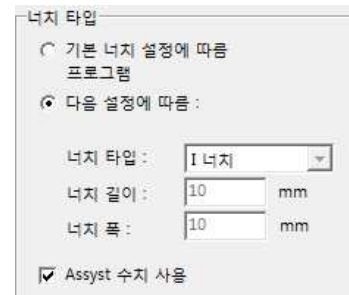 너치 타입
기본 너치 설정에 따름
프로그램
다음 설정에 따름 :
너치 타입 : I 너치
너치 길이 : 10 mm
너치 폭 : 10 mm
Assyst 수치 사용